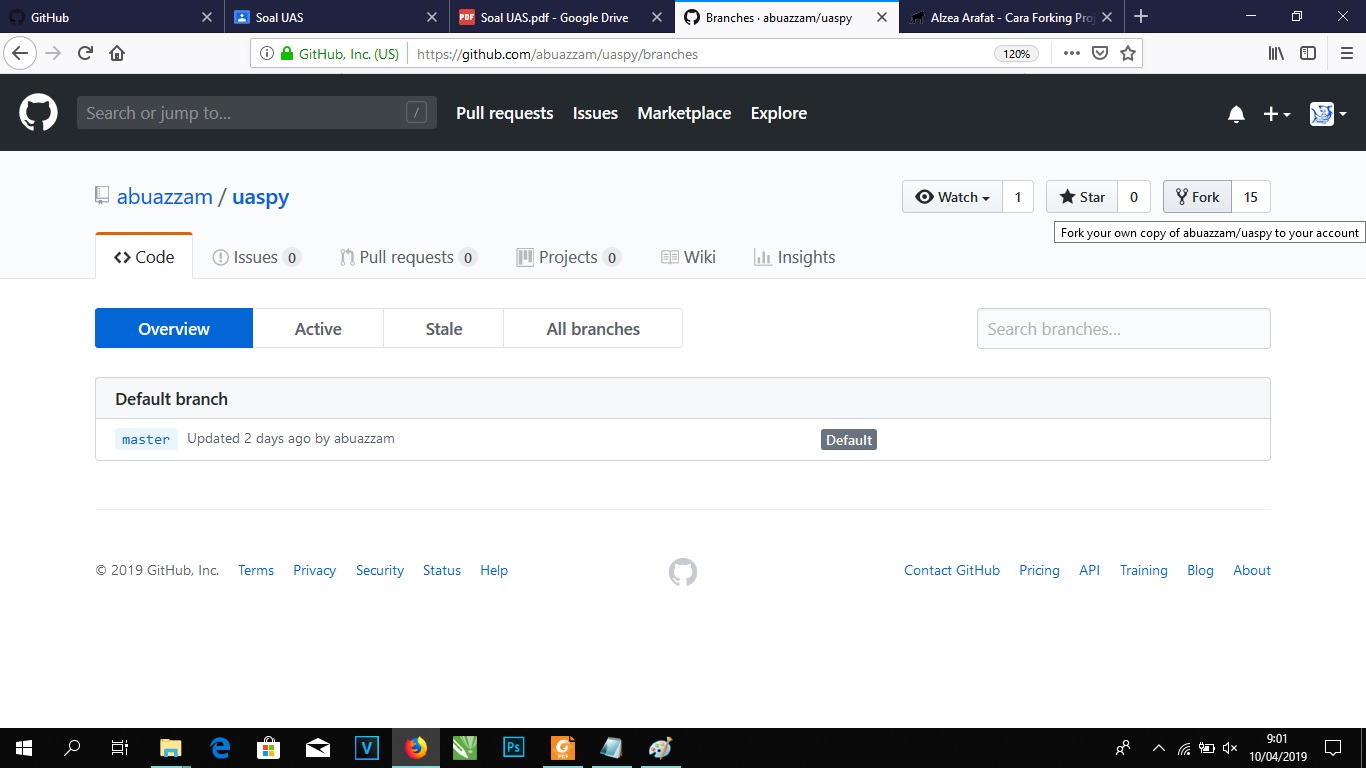 GitHub
Soal UAS
PDF Soal UAS.pdf - Google Drive
Branches · abuazzam/uaspy
Alzea Arafat - Cara Forking Pro
GitHub, Inc. (US) https://github.com/abuazzam/uaspy/branches 120%
Search or jump to... / Pull requests Issues Marketplace Explore
abuazzam / uaspy Watch 1 Star 0 Fork 15
Fork your own copy of abuazzam/uaspy to your account
Code Issues 0 Pull requests 0 Projects 0 Wiki Insights
Overview Active Stale All branches Search branches...
Default branch
master Updated 2 days ago by abuazzam Default
© 2019 GitHub, Inc. Terms Privacy Security Status Help Contact GitHub Pricing API Training Blog About
V Ps PDF
9:01
10/04/2019